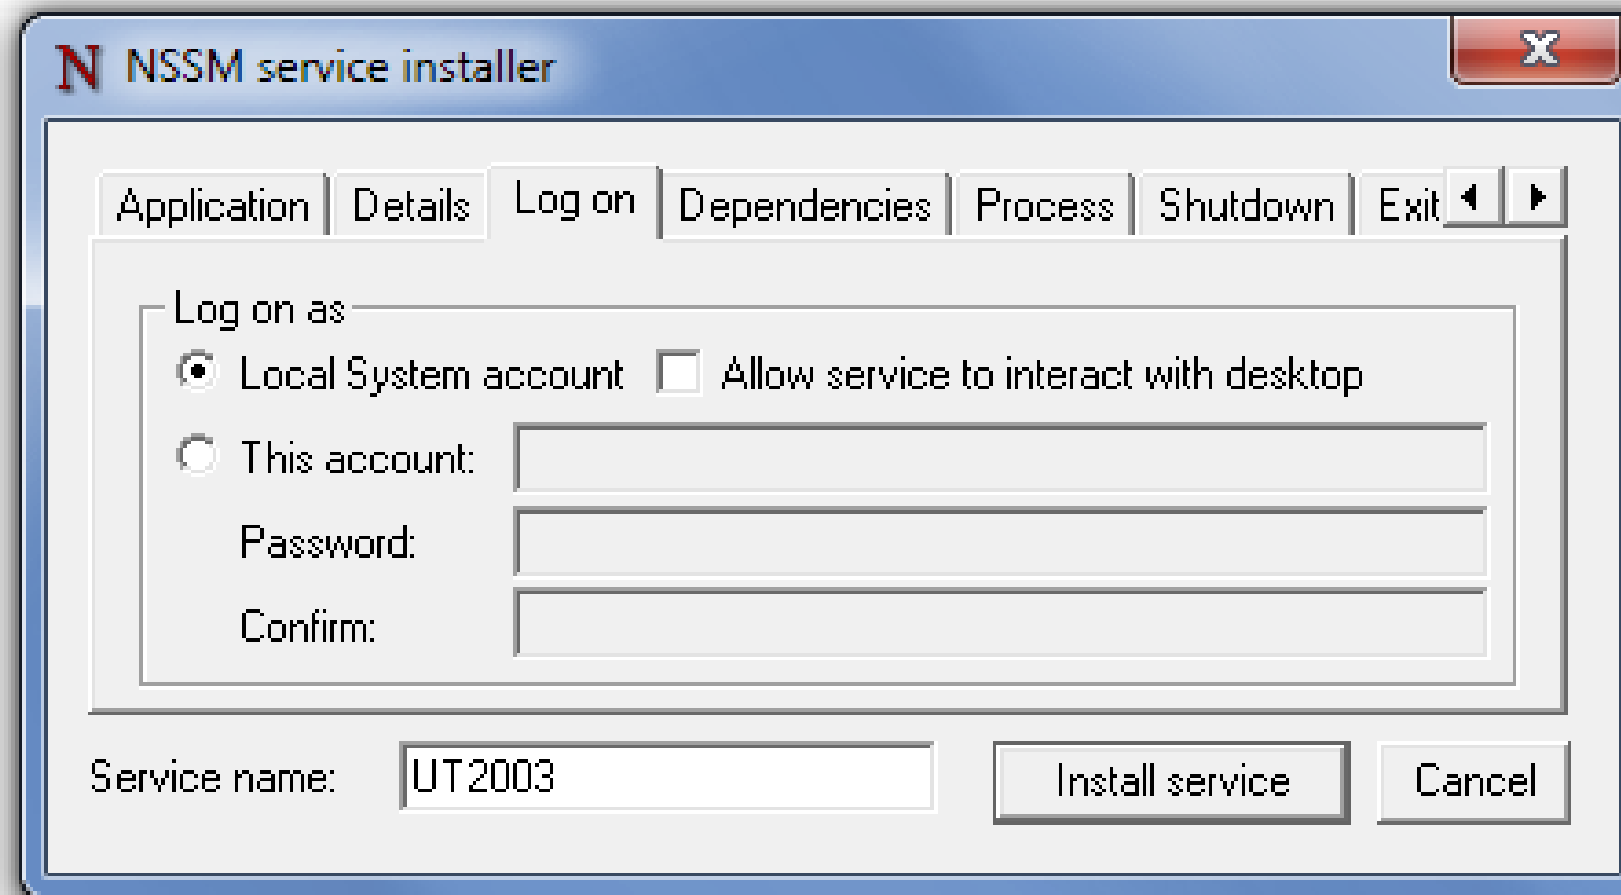 N NSSM service installer
Application Details Log on Dependencies Process Shutdown Exit
Log on as
Local System account Allow service to interact with desktop
This account:
Password:
Confirm:
Service name: UT2003 Install service Cancel